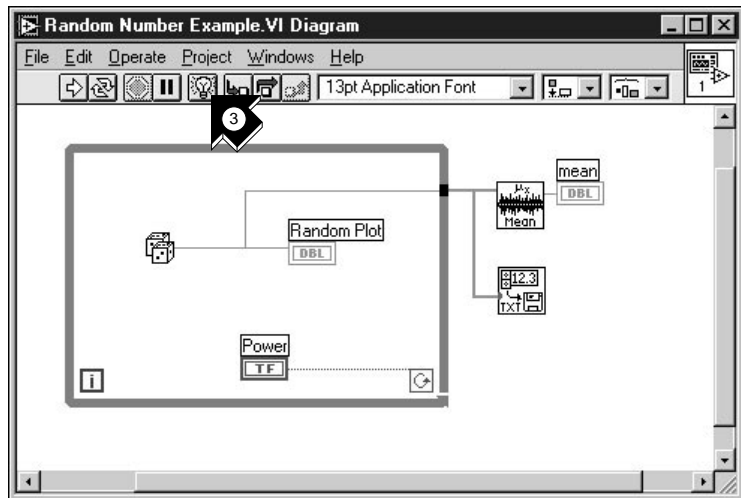 Random Number Example.VI Diagram
File Edit Operate Project Windows Help
13pt Application Font
1
3
mean
DBL
μx
Mean
Random Plot
DBL
12.3
TXT
Power
TF
i